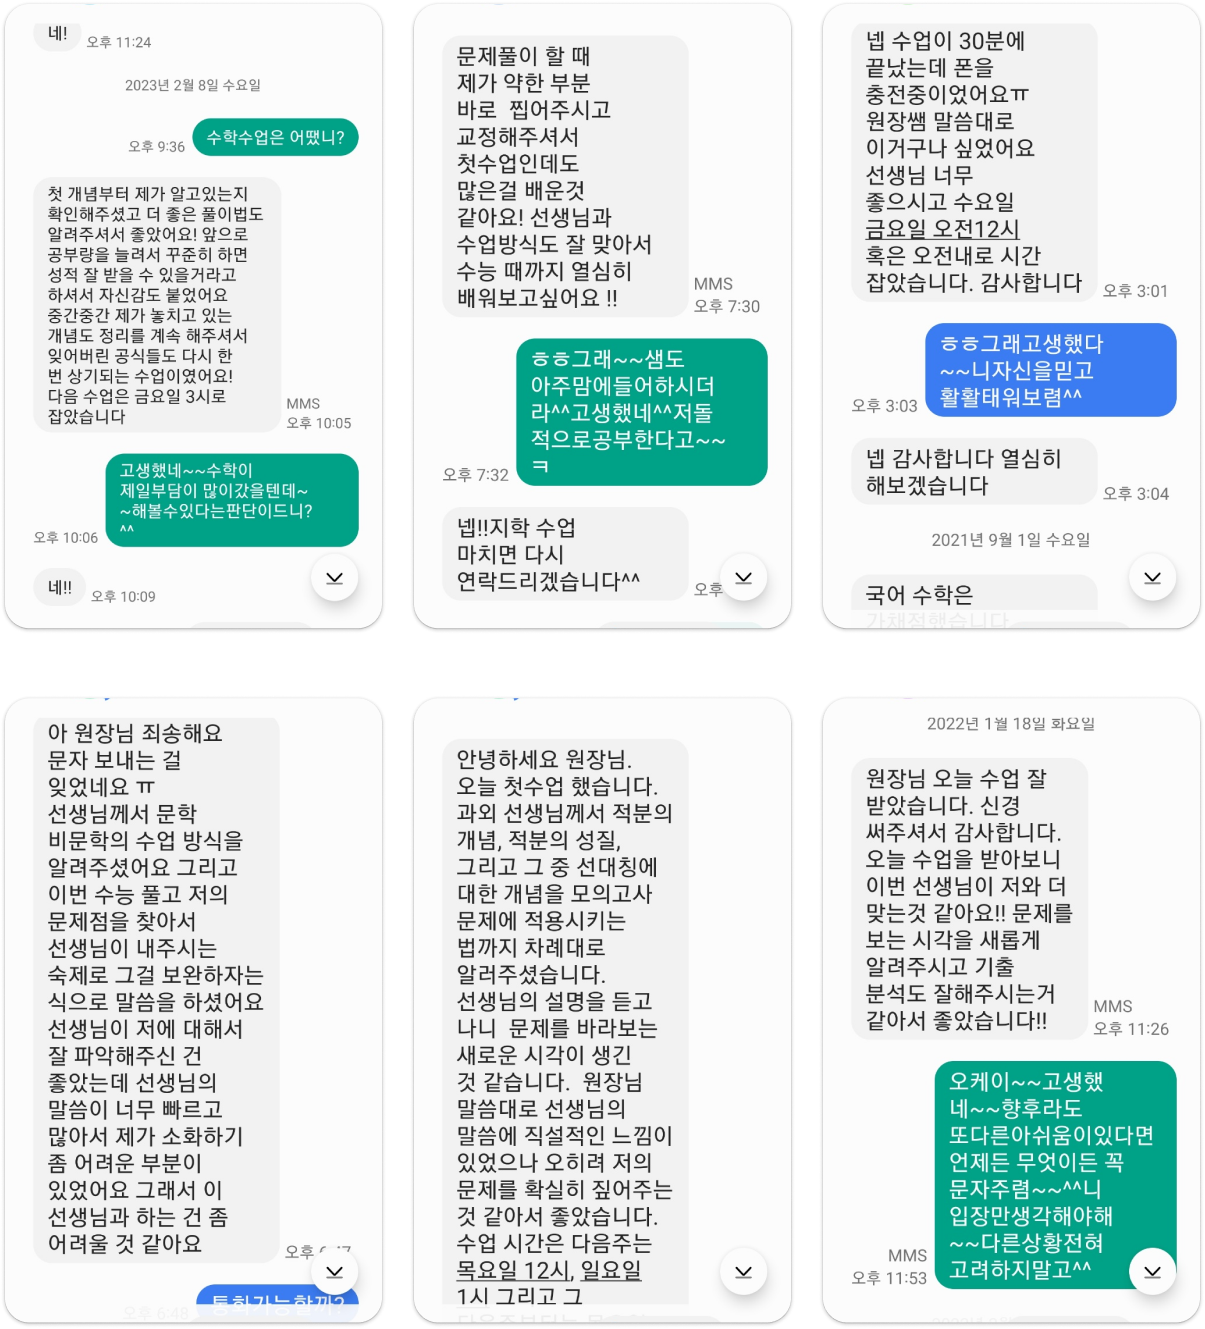 네!
오후 11:24
2023년 2월 8일 수요일
수학수업은 어땠니?
오후 9:36
첫 개념부터 제가 알고있는지
확인해주셨고 더 좋은 풀이법도
알려주셔서 좋았어요! 앞으로
공부량을 늘려서 꾸준히 하면
성적 잘 받을 수 있을거라고
하셔서 자신감도 붙었어요
중간중간 제가 놓치고 있는
개념도 정리를 계속 해주셔서
잊어버린 공식들도 다시 한
번 상기되는 수업이였어요!
다음 수업은 금요일 3시로
잡았습니다
MMS
오후 10:05
고생했네~~수학이
제일부담이 많이갔을텐데~
~해볼수있다는판단이드니?
^^
오후 10:06
네!!
오후 10:09
문제풀이 할 때
제가 약한 부분
바로  찝어주시고
교정해주셔서
첫수업인데도
많은걸 배운것
같아요! 선생님과
수업방식도 잘 맞아서
수능 때까지 열심히
배워보고싶어요 !!
MMS
오후 7:30
ㅎㅎ그래~~샘도
아주맘에들어하시더
라^^고생했네^^저돌
적으로공부한다고~~
ㅋ
오후 7:32
넵!!지학 수업
마치면 다시
연락드리겠습니다^^
오후
넵 수업이 30분에
끝났는데 폰을
충전중이었어요ㅠ
원장쌤 말씀대로
이거구나 싶었어요
선생님 너무
좋으시고 수요일
금요일 오전12시
혹은 오전내로 시간
잡았습니다. 감사합니다
오후 3:01
ㅎㅎ그래고생했다
~~니자신을믿고
활활태워보렴^^
오후 3:03
넵 감사합니다 열심히
해보겠습니다
오후 3:04
2021년 9월 1일 수요일
국어 수학은
가채점했습니다
아 원장님 죄송해요
문자 보내는 걸
잊었네요 ㅠ
선생님께서 문학
비문학의 수업 방식을
알려주셨어요 그리고
이번 수능 풀고 저의
문제점을 찾아서
선생님이 내주시는
숙제로 그걸 보완하자는
식으로 말씀을 하셨어요
선생님이 저에 대해서
잘 파악해주신 건
좋았는데 선생님의
말씀이 너무 빠르고
많아서 제가 소화하기
좀 어려운 부분이
있었어요 그래서 이
선생님과 하는 건 좀
어려울 것 같아요
오후 6:47
통화가능할까?
오후 6:48
안녕하세요 원장님.
오늘 첫수업 했습니다.
과외 선생님께서 적분의
개념, 적분의 성질,
그리고 그 중 선대칭에
대한 개념을 모의고사
문제에 적용시키는
법까지 차례대로
알러주셨습니다.
선생님의 설명을 듣고
나니  문제를 바라보는
새로운 시각이 생긴
것 같습니다.  원장님
말씀대로 선생님의
말씀에 직설적인 느낌이
있었으나 오히려 저의
문제를 확실히 짚어주는
것 같아서 좋았습니다.
수업 시간은 다음주는
목요일 12시, 일요일
1시 그리고 그
2022년 1월 18일 화요일
원장님 오늘 수업 잘
받았습니다. 신경
써주셔서 감사합니다.
오늘 수업을 받아보니
이번 선생님이 저와 더
맞는것 같아요!! 문제를
보는 시각을 새롭게
알려주시고 기출
분석도 잘해주시는거
같아서 좋았습니다!!
MMS
오후 11:26
오케이~~고생했
네~~향후라도
또다른아쉬움이있다면
언제든 무엇이든 꼭
문자주렴~~^^니
입장만생각해야해
~~다른상황전혀
고려하지말고^^
MMS
오후 11:53